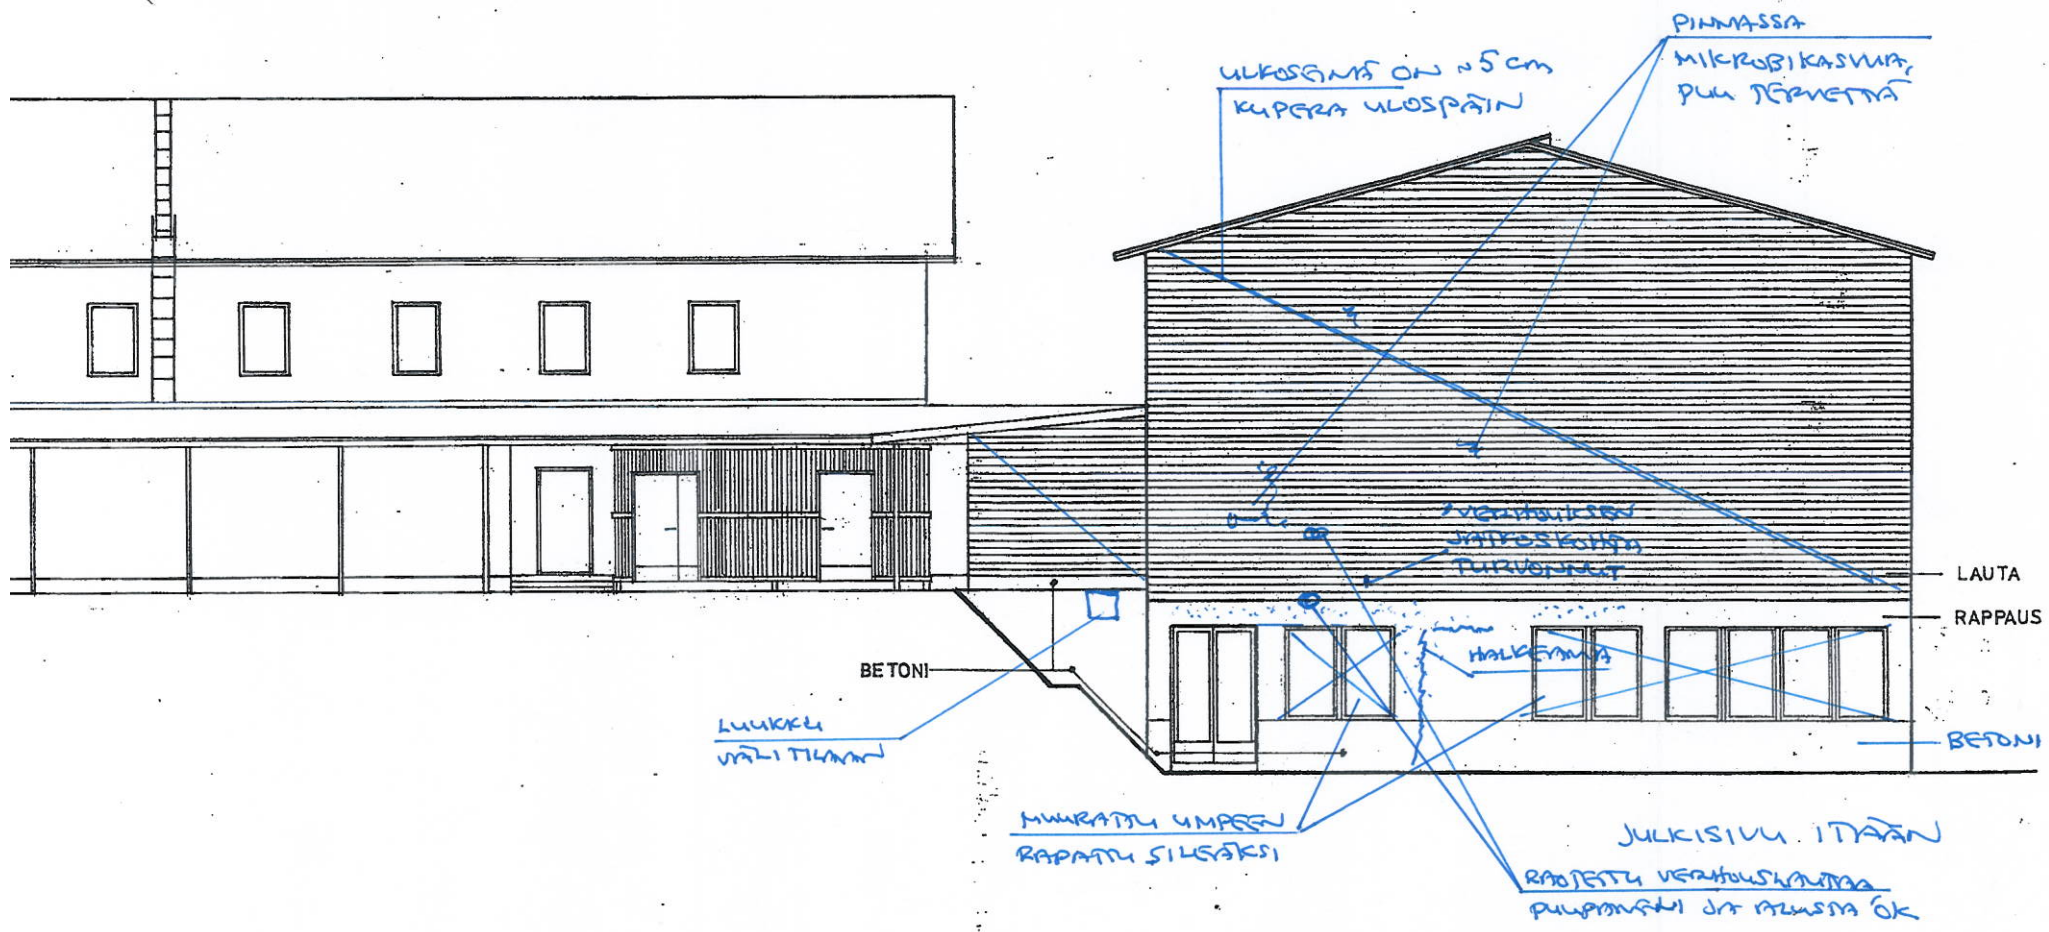 PINNASSA
MIKROBIKASVUA,
PUU TERVETTÄ
ULKOSEINÄ ON ~5 cm
KUPERA ULOSPÄIN
VERHOUKSEN
JATKOSKOHTA
TURVONNUT
LAUTA
RAPPAUS
HALKEAMA
BETONI
BETONI
LUUKKU
VÄLITILAAN
MUURATTU UMPEEN
RAPATTU SILEÄKSI
JULKISIVU ITÄÄN
RAOTETTU VERHOUSLAUTAA
PUUPANELI JA ALUSTA OK